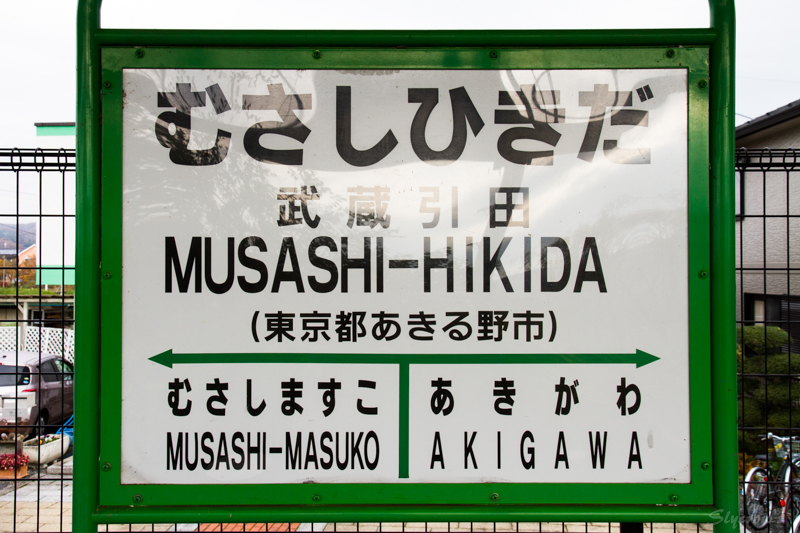 むさしひきだ
武蔵引田
MUSASHI-HIKIDA
(東京都あきる野市)
むさしますこ
あきがわ
MUSASHI-MASUKO
AKIGAWA